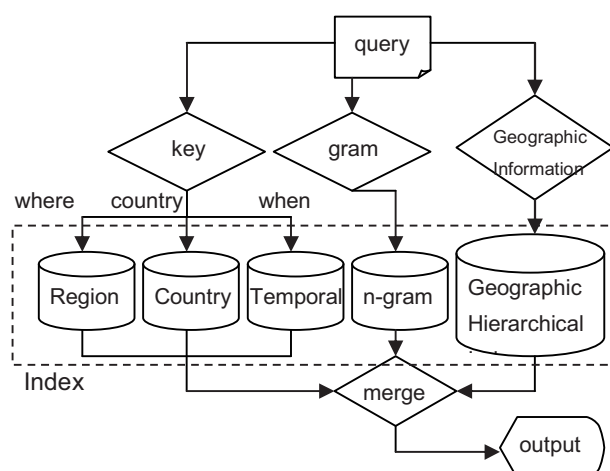 query
key
gram
Geographic
Information
where
country
when
Region
Country
Temporal
n-gram
Geographic
Hierarchical
Index
merge
output